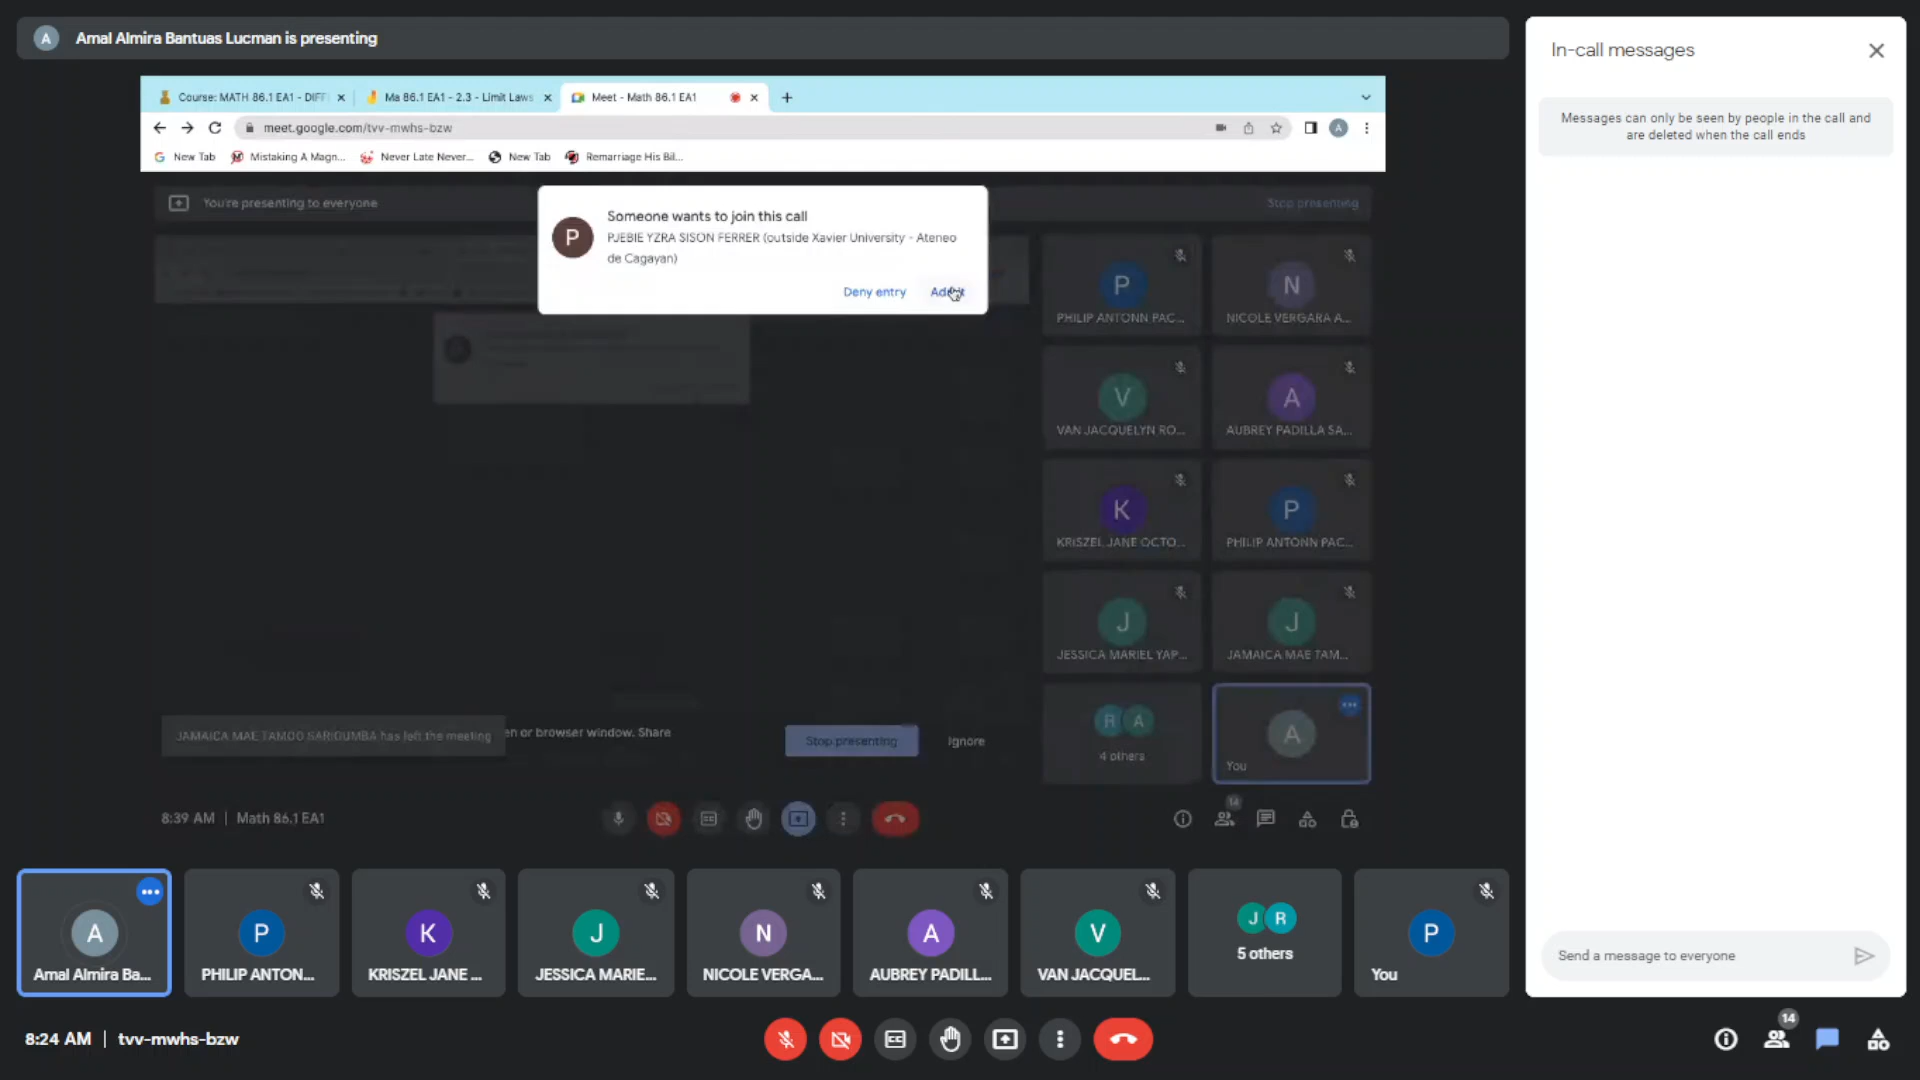 A
Amal Almira Bantuas Lucman is presenting
Course: MATH 86.1 EA1 - DIFF
Ma 86.1 EA1 - 2.3 - Limit Laws
Meet - Math 86.1 EA1
meet.google.com/tvv-mwhs-bzw
A
New Tab
Mistaking A Magn...
Never Late Never...
New Tab
Remarriage His Bil...
You're presenting to everyone
Stop presenting
P
Someone wants to join this call
PJEBIE YZRA SISON FERRER (outside Xavier University - Ateneo
de Cagayan)
Deny entry
P
PHILIP ANTONN PAC...
N
NICOLE VERGARA A...
V
VAN JACQUELYN RO...
A
AUBREY PADILLA SA...
K
KRISZEL JANE OCTO...
P
PHILIP ANTONN PAC...
J
JESSICA MARIEL YAP...
J
JAMAICA MAE TAM...
R A
4 others
A
You
JAMAICA MAE TAMOD SARIDUMBA has left the meeting
en or browser window. Share
Stop presenting
Ignore
8:39 AM | Math 86.1 EA1
14
A
Amal Almira Ba...
P
PHILIP ANTON...
K
KRISZEL JANE ...
J
JESSICA MARIE...
N
NICOLE VERGA...
A
AUBREY PADILL...
V
VAN JACQUEL...
J R
5 others
P
You
8:24 AM | tvv-mwhs-bzw
14
In-call messages
Messages can only be seen by people in the call and
are deleted when the call ends
Send a message to everyone